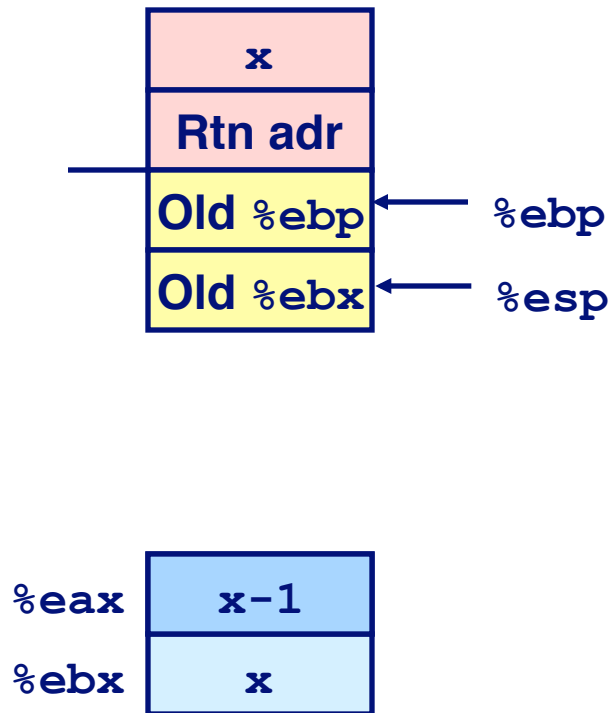 x
Rtn adr
Old %ebp %ebp
Old %ebx %esp
%eax x-1
%ebx x